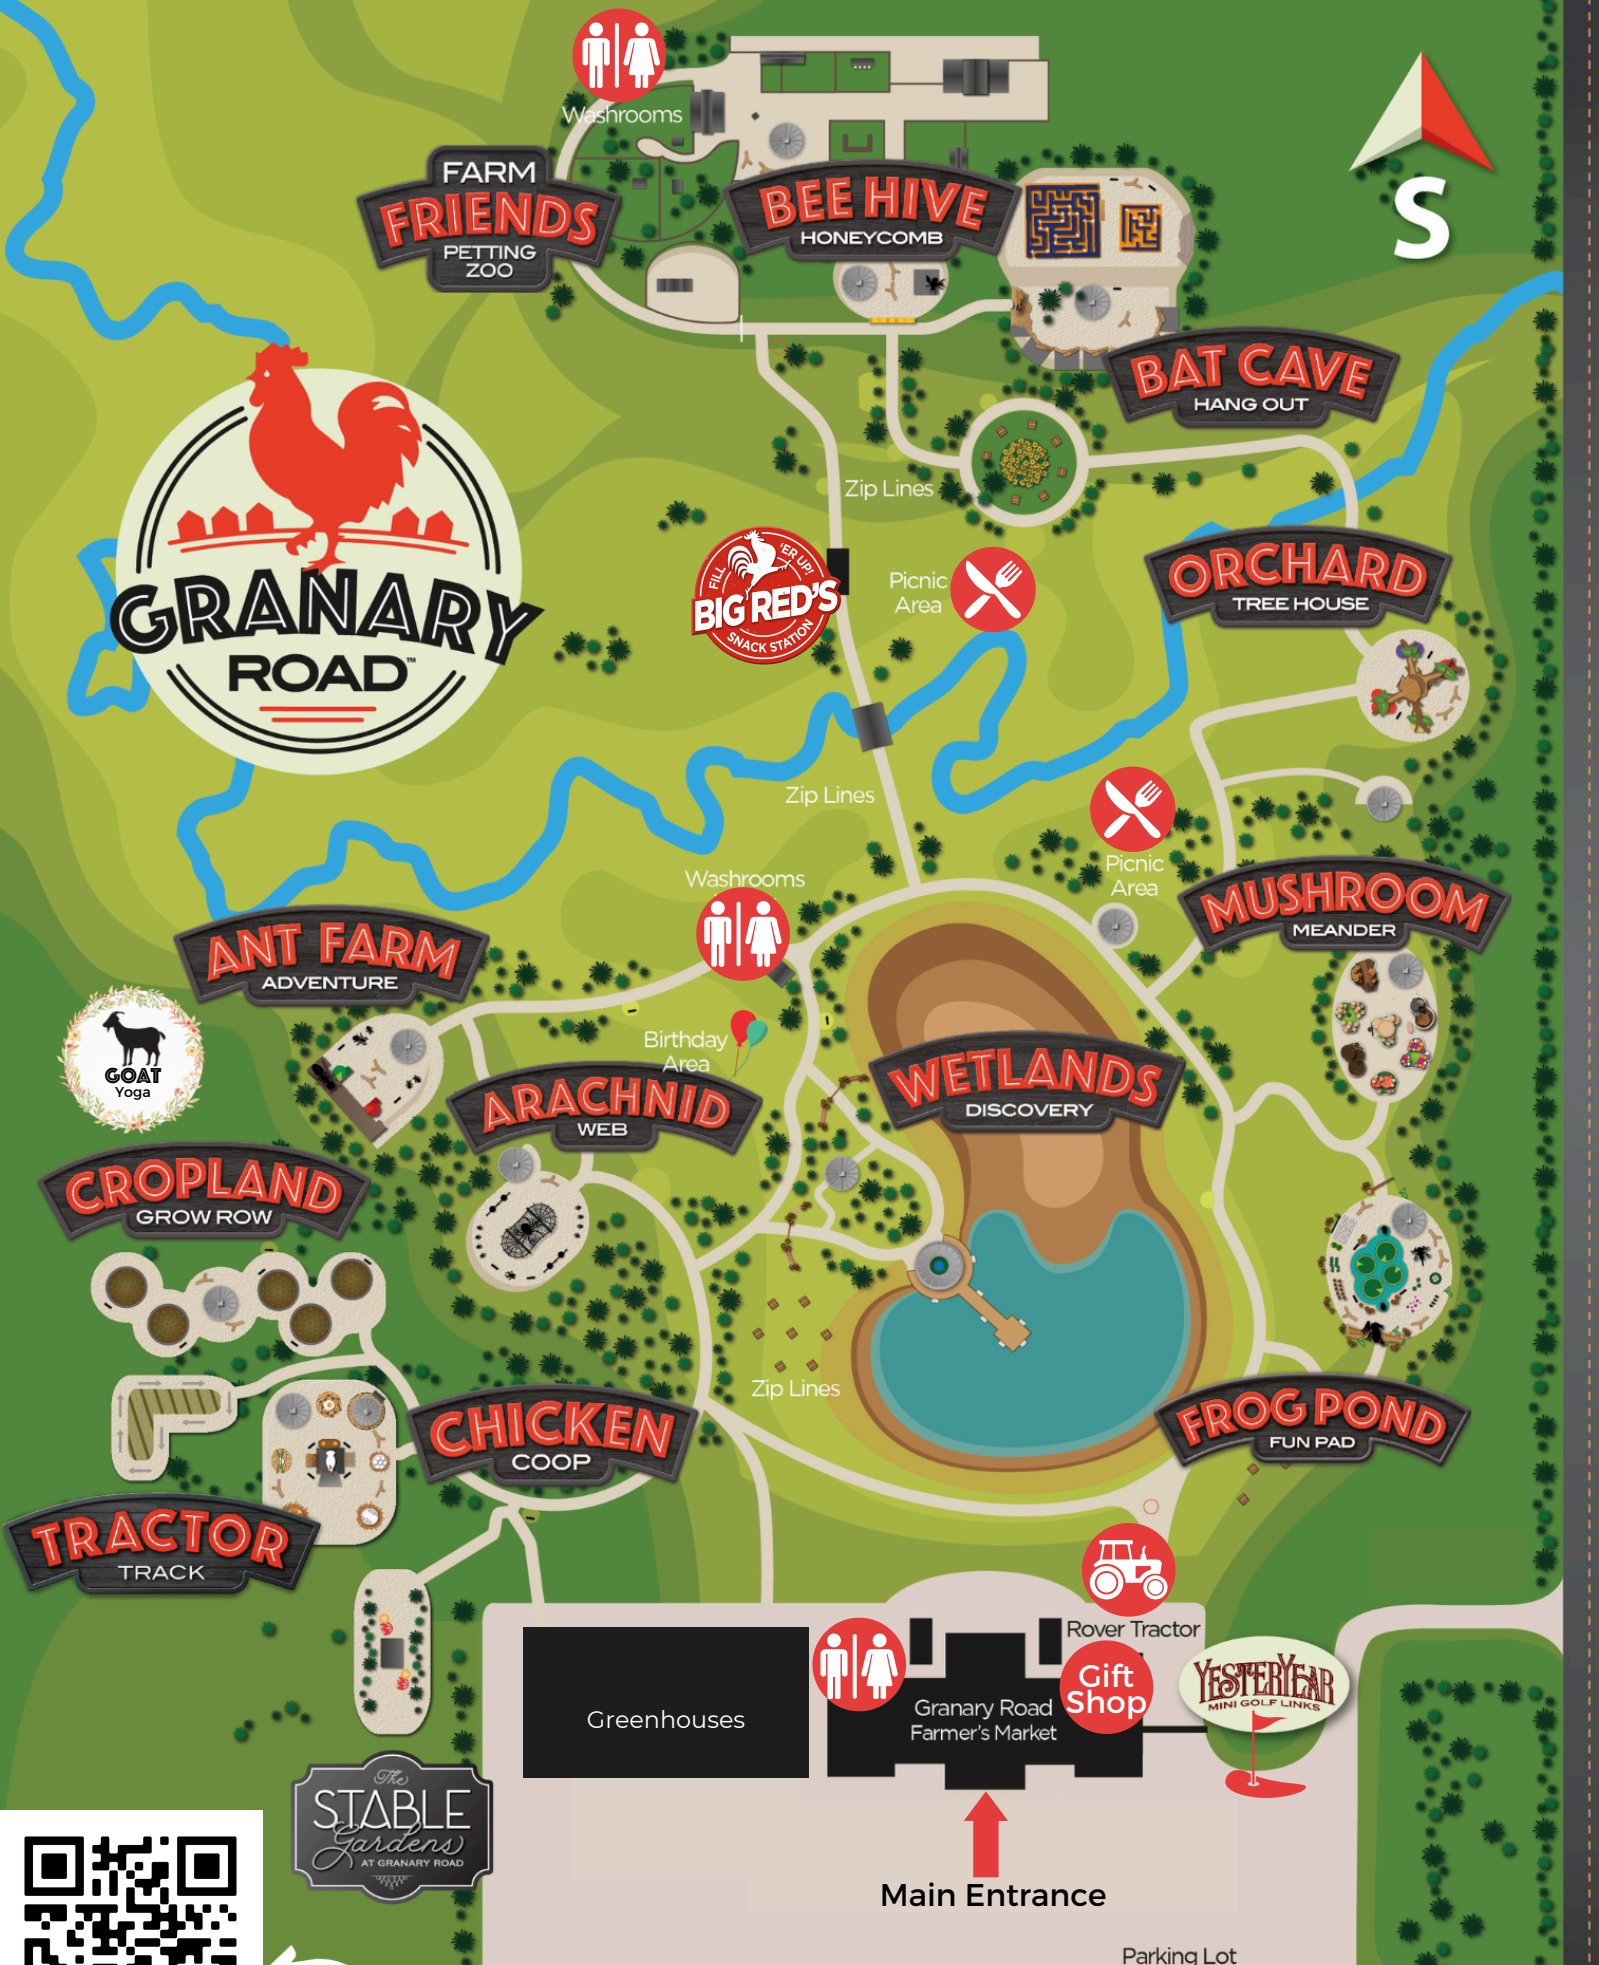 Washrooms
FARM
FRIENDS
PETTING
ZOO
BEE HIVE
HONEYCOMB
S
BAT CAVE
HANG OUT
Zip Lines
FILL 'ER UP!
BIG RED'S
SNACK STATION
Picnic
Area
ORCHARD
TREE HOUSE
GRANARY
ROAD™
Zip Lines
Picnic
Area
Washrooms
MUSHROOM
MEANDER
ANT FARM
ADVENTURE
GOAT
Yoga
Birthday
Area
WETLANDS
DISCOVERY
ARACHNID
WEB
CROPLAND
GROW ROW
Zip Lines
CHICKEN
COOP
FROG POND
FUN PAD
TRACTOR
TRACK
Rover Tractor
Gift
Shop
YESTERYEAR
MINI GOLF LINKS
Greenhouses
Granary Road
Farmer's Market
The
STABLE
Gardens
AT GRANARY ROAD
Main Entrance
Parking Lot